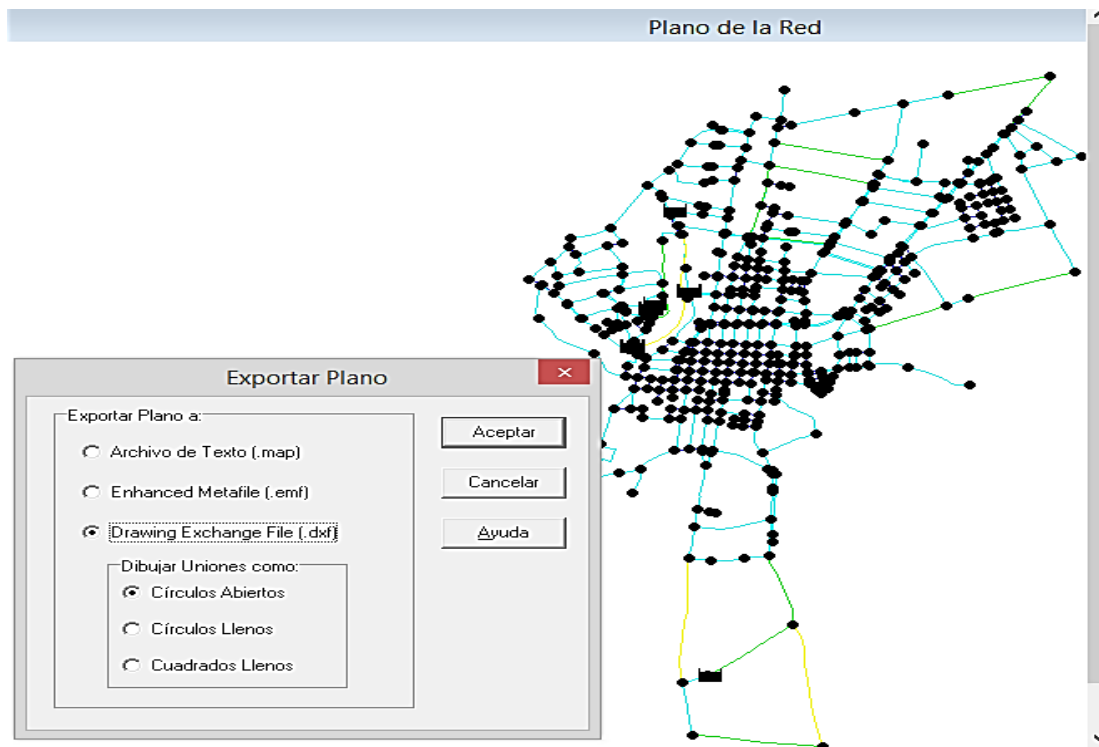 Plano de la Red
Exportar Plano
Exportar Plano a:
Archivo de Texto (.map)
Enhanced Metafile (.emf)
Drawing Exchange File (.dxf)
Dibujar Uniones como:
Círculos Abiertos
Círculos Llenos
Cuadrados Llenos
Aceptar
Cancelar
Ayuda